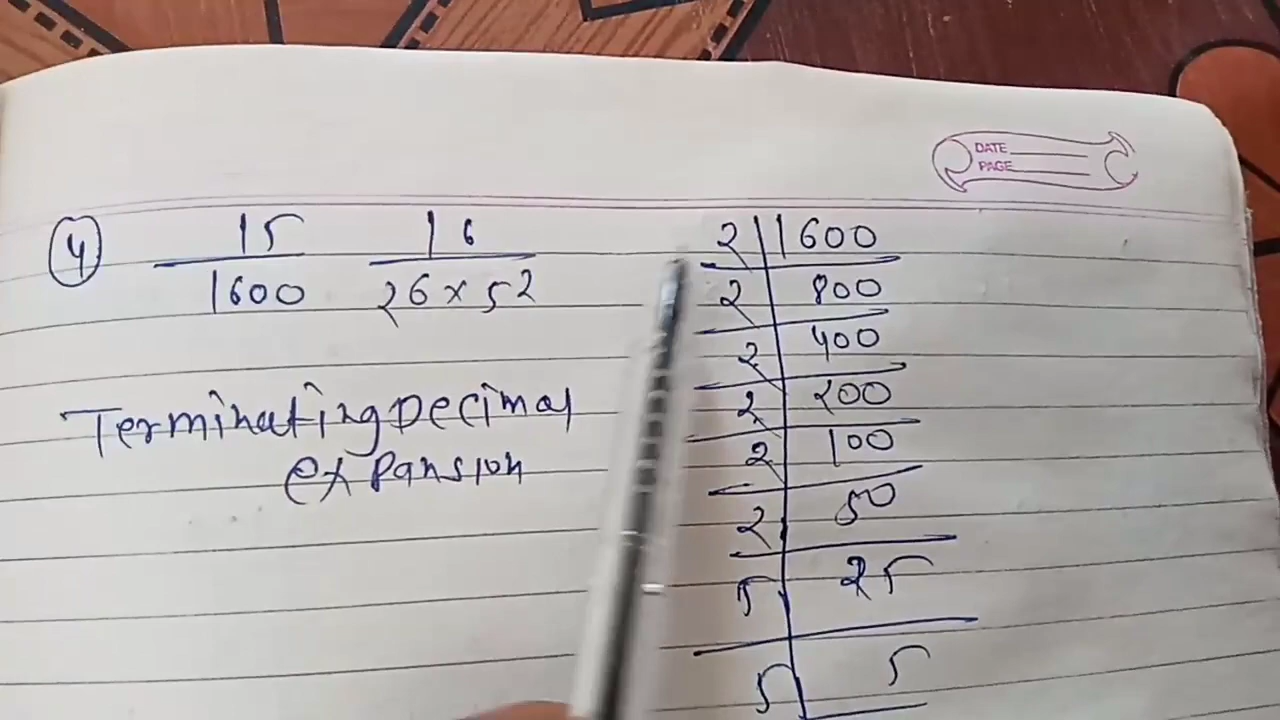 DATE
PAGE
4 15/1600 16/26×5²
Terminating Decimal
expansion
2 | 1600
2 | 800
2 | 400
2 | 200
2 | 100
2 | 50
5 | 25
5 | 5